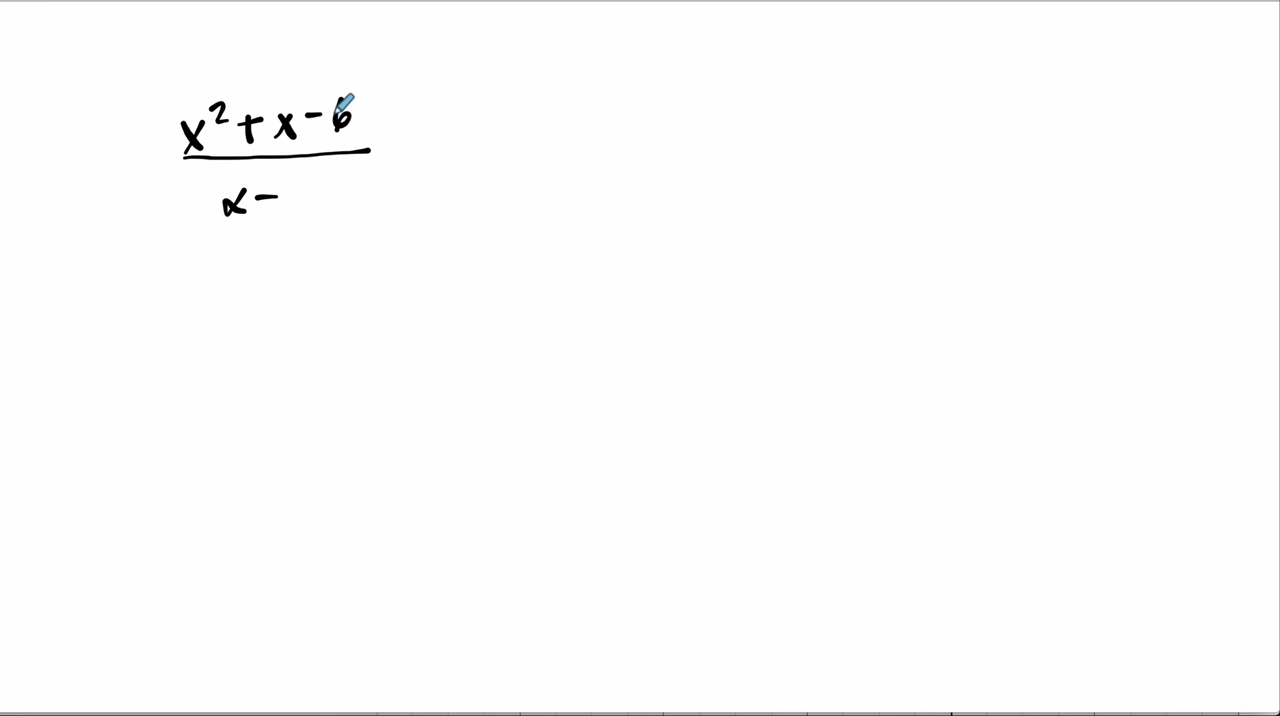 x² + x - 6
x -